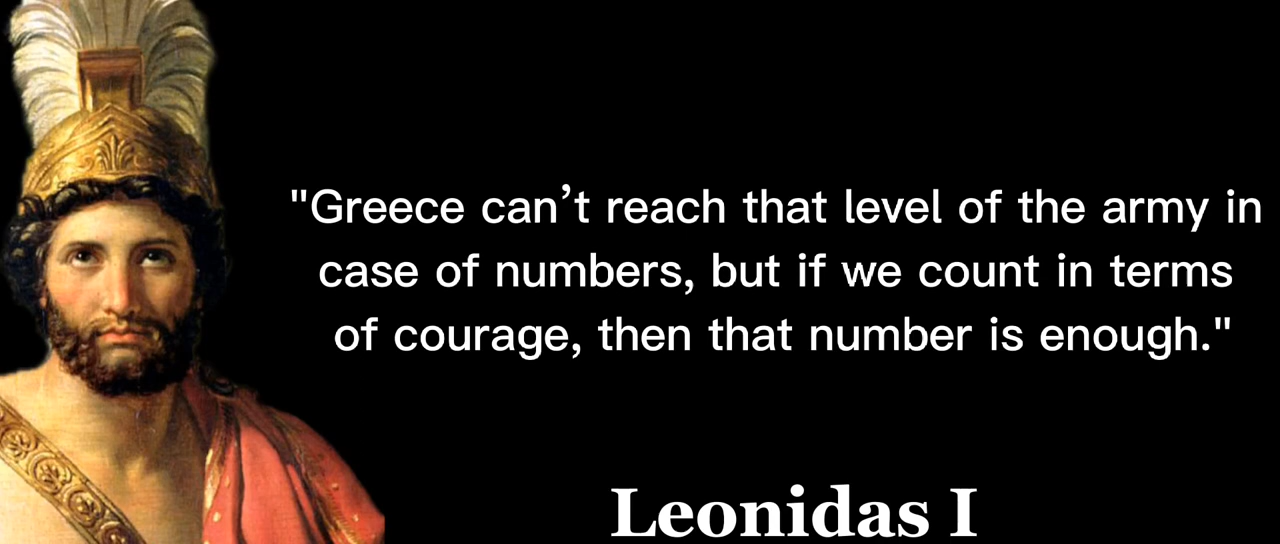 "Greece can’t reach that level of the army in
case of numbers, but if we count in terms
of courage, then that number is enough."
Leonidas I